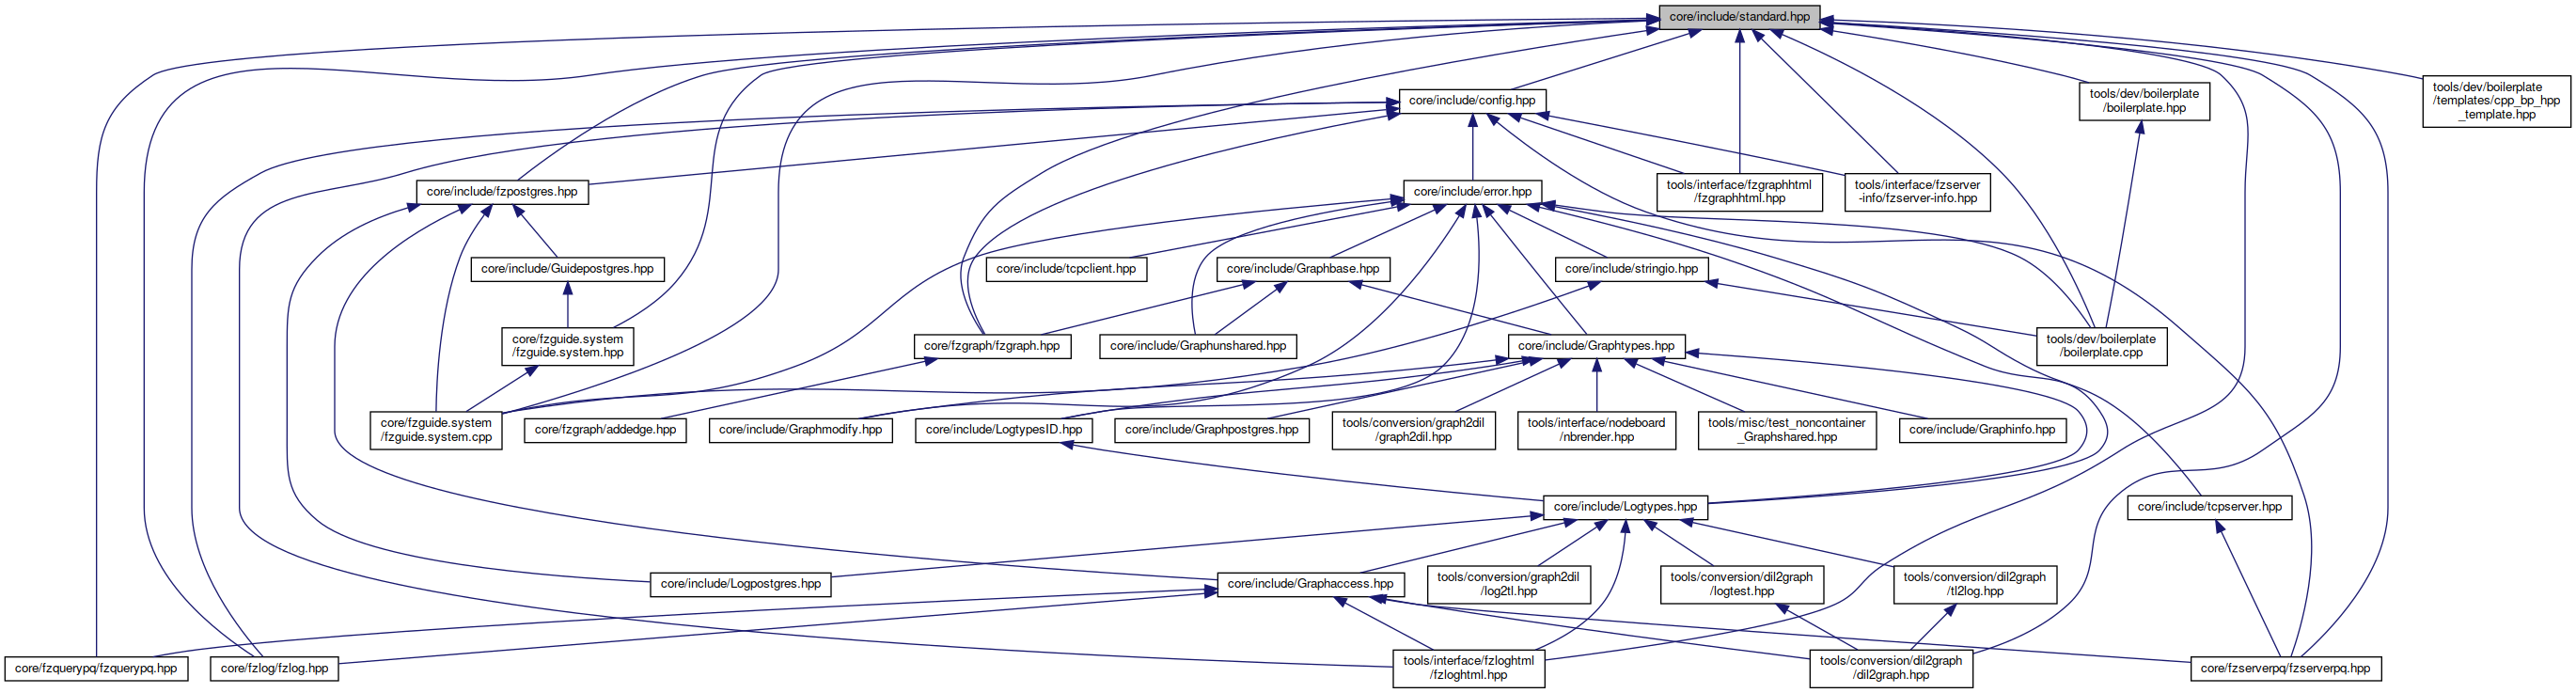 core/include/standard.hpp
core/include/config.hpp
tools/dev/boilerplate
/boilerplate.hpp
tools/dev/boilerplate
/templates/cpp_bp_hpp
_template.hpp
core/include/fzpostgres.hpp
core/include/error.hpp
tools/interface/fzgraphhtml
/fzgraphhtml.hpp
tools/interface/fzserver
-info/fzserver-info.hpp
core/include/Guidepostgres.hpp
core/include/tcpclient.hpp
core/include/Graphbase.hpp
core/include/stringio.hpp
core/fzguide.system
/fzguide.system.hpp
core/fzgraph/fzgraph.hpp
core/include/Graphunshared.hpp
core/include/Graphtypes.hpp
tools/dev/boilerplate
/boilerplate.cpp
core/fzguide.system
/fzguide.system.cpp
core/fzgraph/addedge.hpp
core/include/Graphmodify.hpp
core/include/LogtypesID.hpp
core/include/Graphpostgres.hpp
tools/conversion/graph2dil
/graph2dil.hpp
tools/interface/nodeboard
/nbrender.hpp
tools/misc/test_noncontainer
_Graphshared.hpp
core/include/Graphinfo.hpp
core/include/Logtypes.hpp
core/include/tcpserver.hpp
core/include/Logpostgres.hpp
core/include/Graphaccess.hpp
tools/conversion/graph2dil
/log2tl.hpp
tools/conversion/dil2graph
/logtest.hpp
tools/conversion/dil2graph
/tl2log.hpp
core/fzquerypq/fzquerypq.hpp
core/fzlog/fzlog.hpp
tools/interface/fzloghtml
/fzloghtml.hpp
tools/conversion/dil2graph
/dil2graph.hpp
core/fzserverpq/fzserverpq.hpp